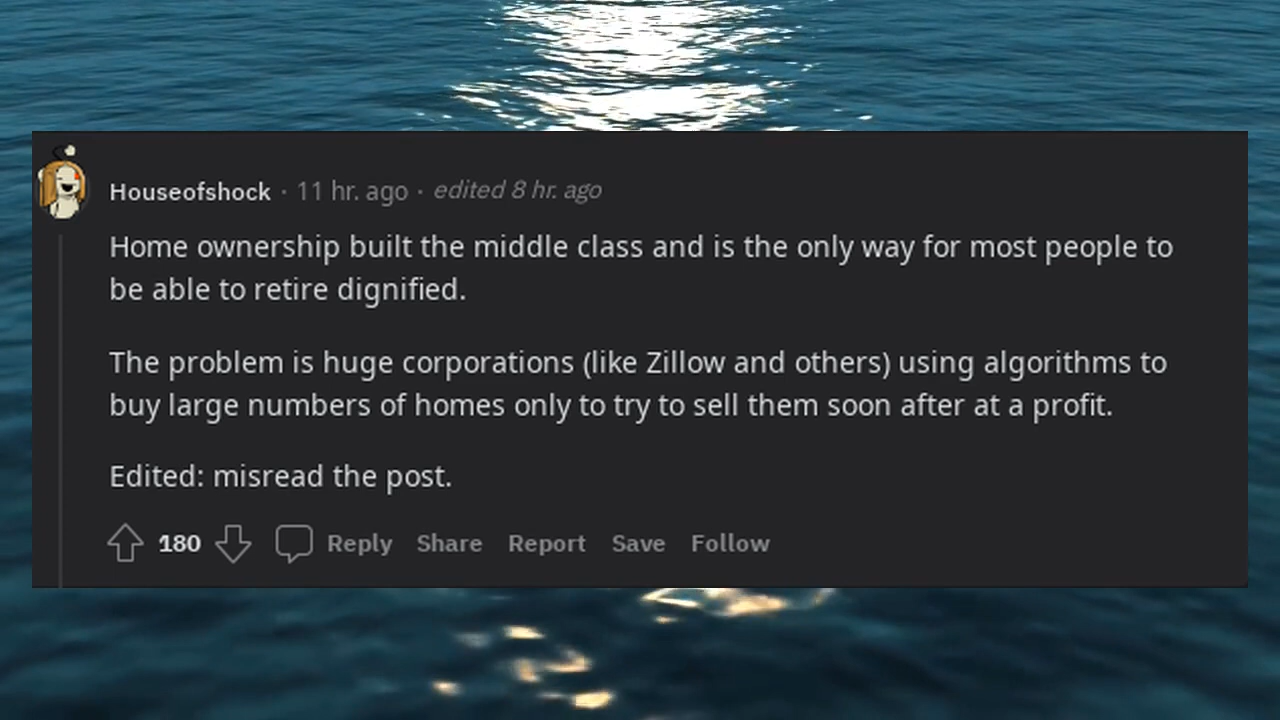 Houseofshock · 11 hr. ago · edited 8 hr. ago
Home ownership built the middle class and is the only way for most people to
be able to retire dignified.
The problem is huge corporations (like Zillow and others) using algorithms to
buy large numbers of homes only to try to sell them soon after at a profit.
Edited: misread the post.
180 Reply Share Report Save Follow